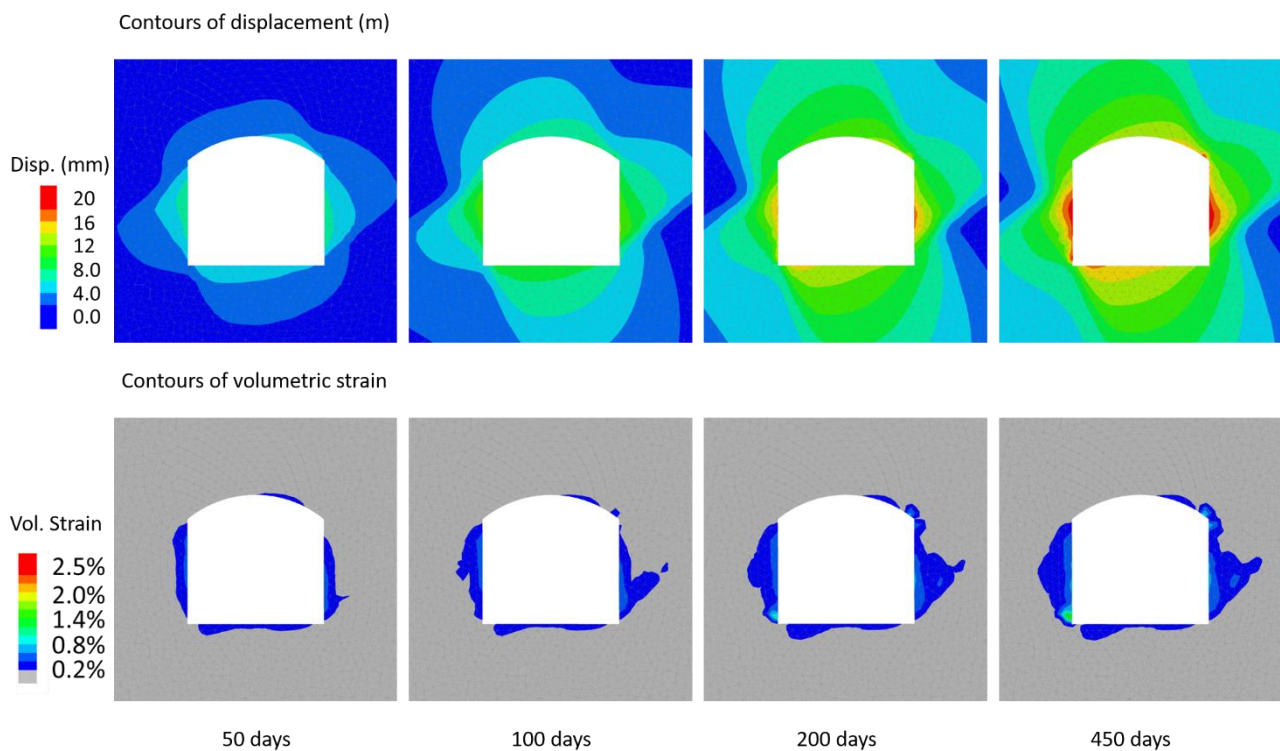 Contours of displacement (m)
Disp. (mm)
20
16
12
8.0
4.0
0.0
Contours of volumetric strain
Vol. Strain
2.5%
2.0%
1.4%
0.8%
0.2%
50 days
100 days
200 days
450 days